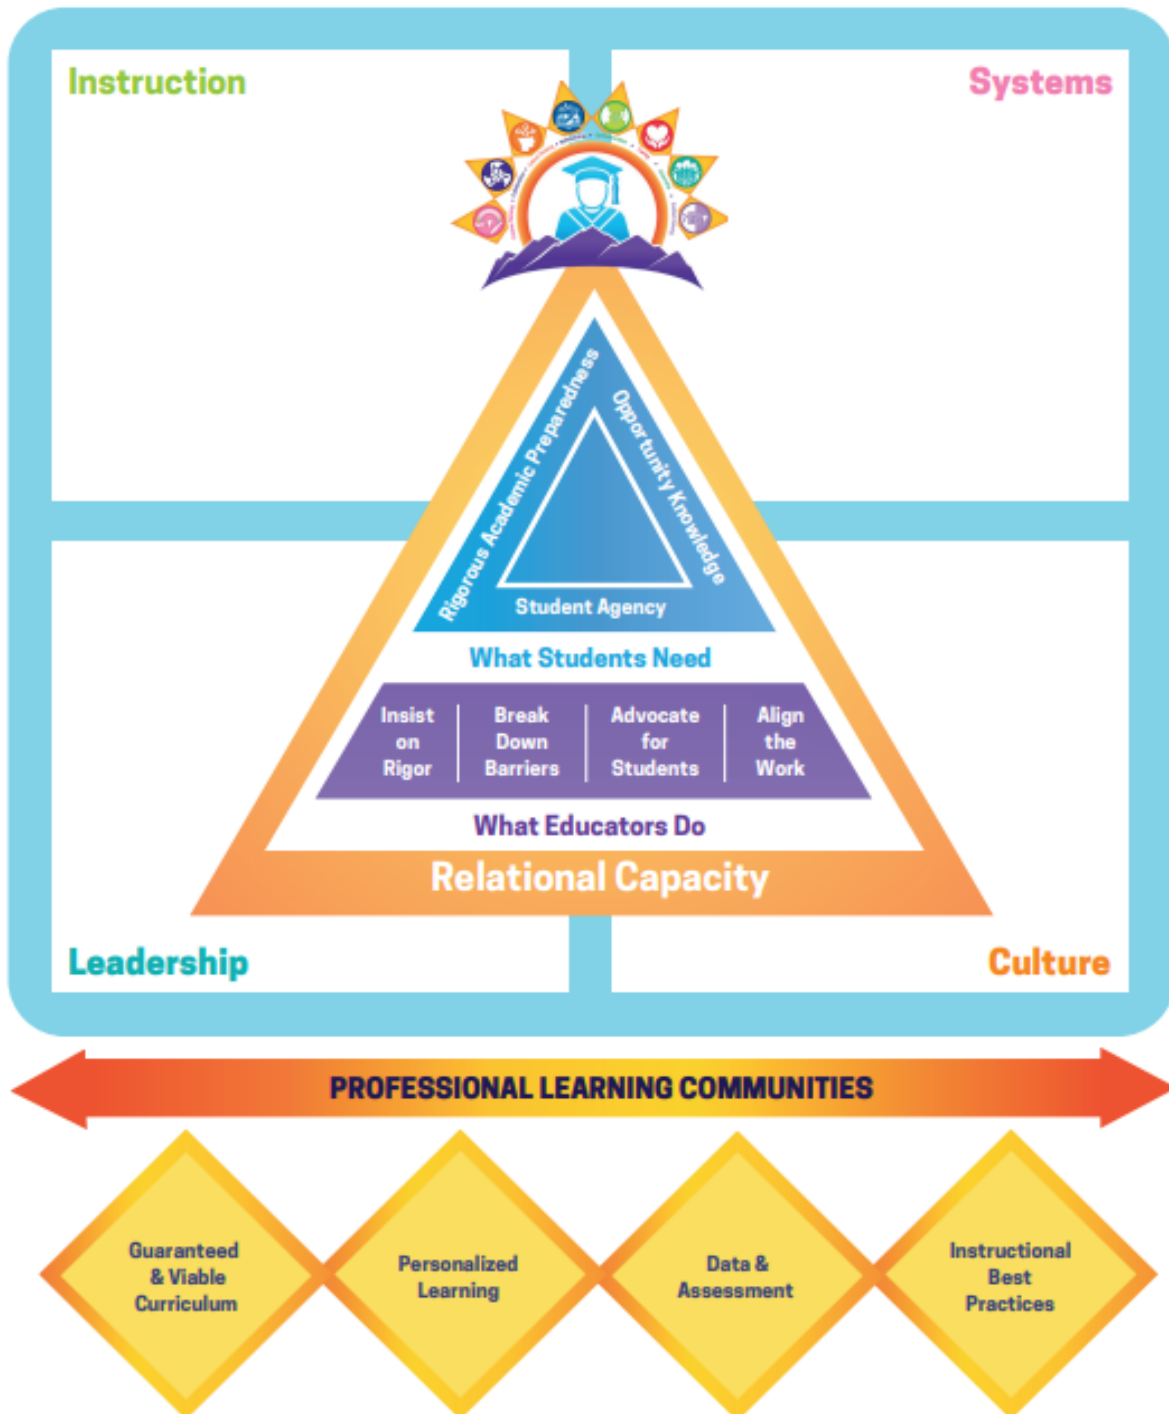 Instruction
Systems
Rigorous Academic Preparedness
Opportunity Knowledge
Student Agency
What Students Need
Insist
on
Rigor
Break
Down
Barriers
Advocate
for
Students
Align
the
Work
What Educators Do
Relational Capacity
Leadership
Culture
PROFESSIONAL LEARNING COMMUNITIES
Guaranteed
& Viable
Curriculum
Personalized
Learning
Data &
Assessment
Instructional
Best
Practices